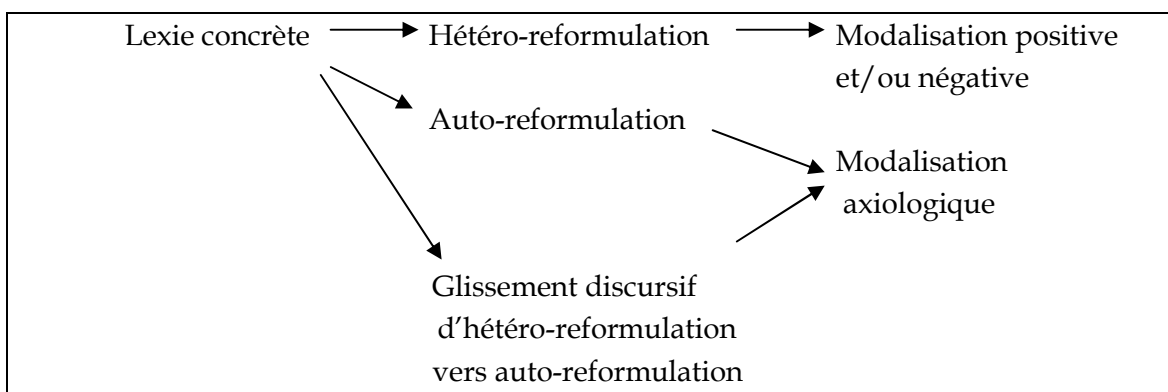 Lexie concrète Hétéro-reformulation Modalisation positive
et/ou négative
Auto-reformulation
Modalisation
axiologique
Glissement discursif
d'hétéro-reformulation
vers auto-reformulation